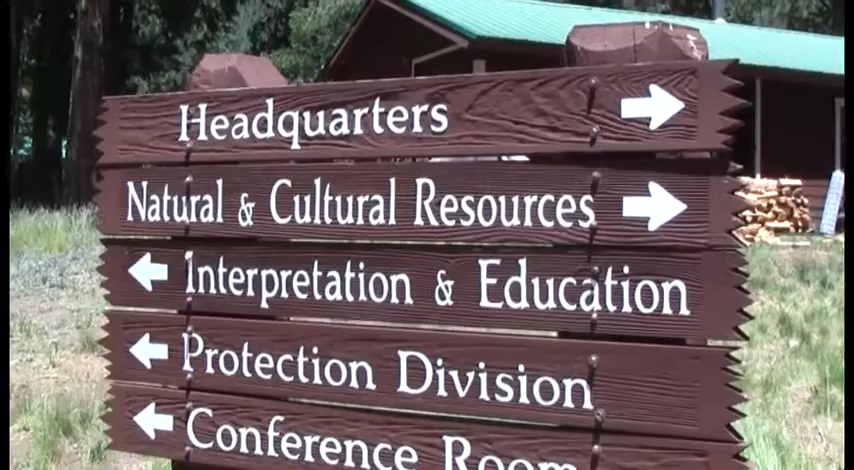 Headquarters
Natural & Cultural Resources
Interpretation & Education
Protection Division
Conference Room